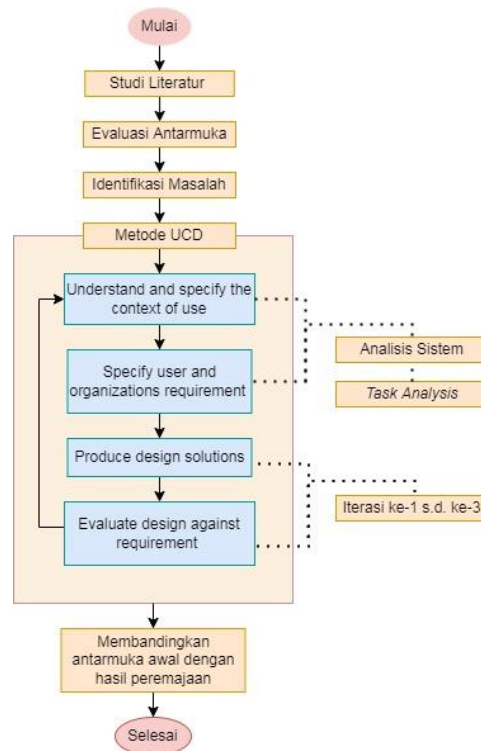 Mulai
Studi Literatur
Evaluasi Antarmuka
Identifikasi Masalah
Metode UCD
Understand and specify the
context of use
Specify user and
organizations requirement
Analisis Sistem
Task Analysis
Produce design solutions
Evaluate design against
requirement
Iterasi ke-1 s.d. ke-3
Membandingkan
antarmuka awal dengan
hasil peremajaan
Selesai